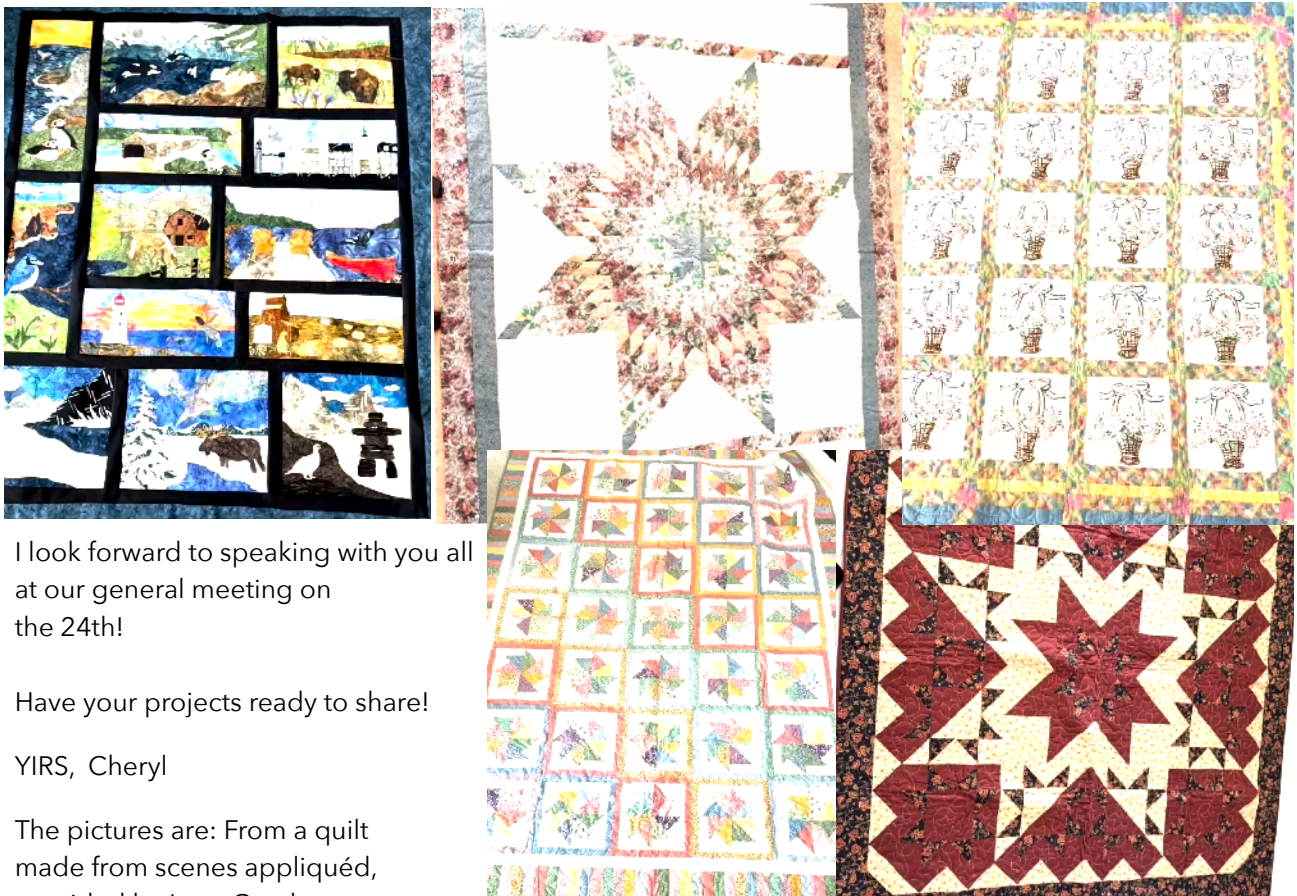 I look forward to speaking with you all
at our general meeting on
the 24th!
Have your projects ready to share!
YIRS, Cheryl
The pictures are: From a quilt
made from scenes appliquéd,